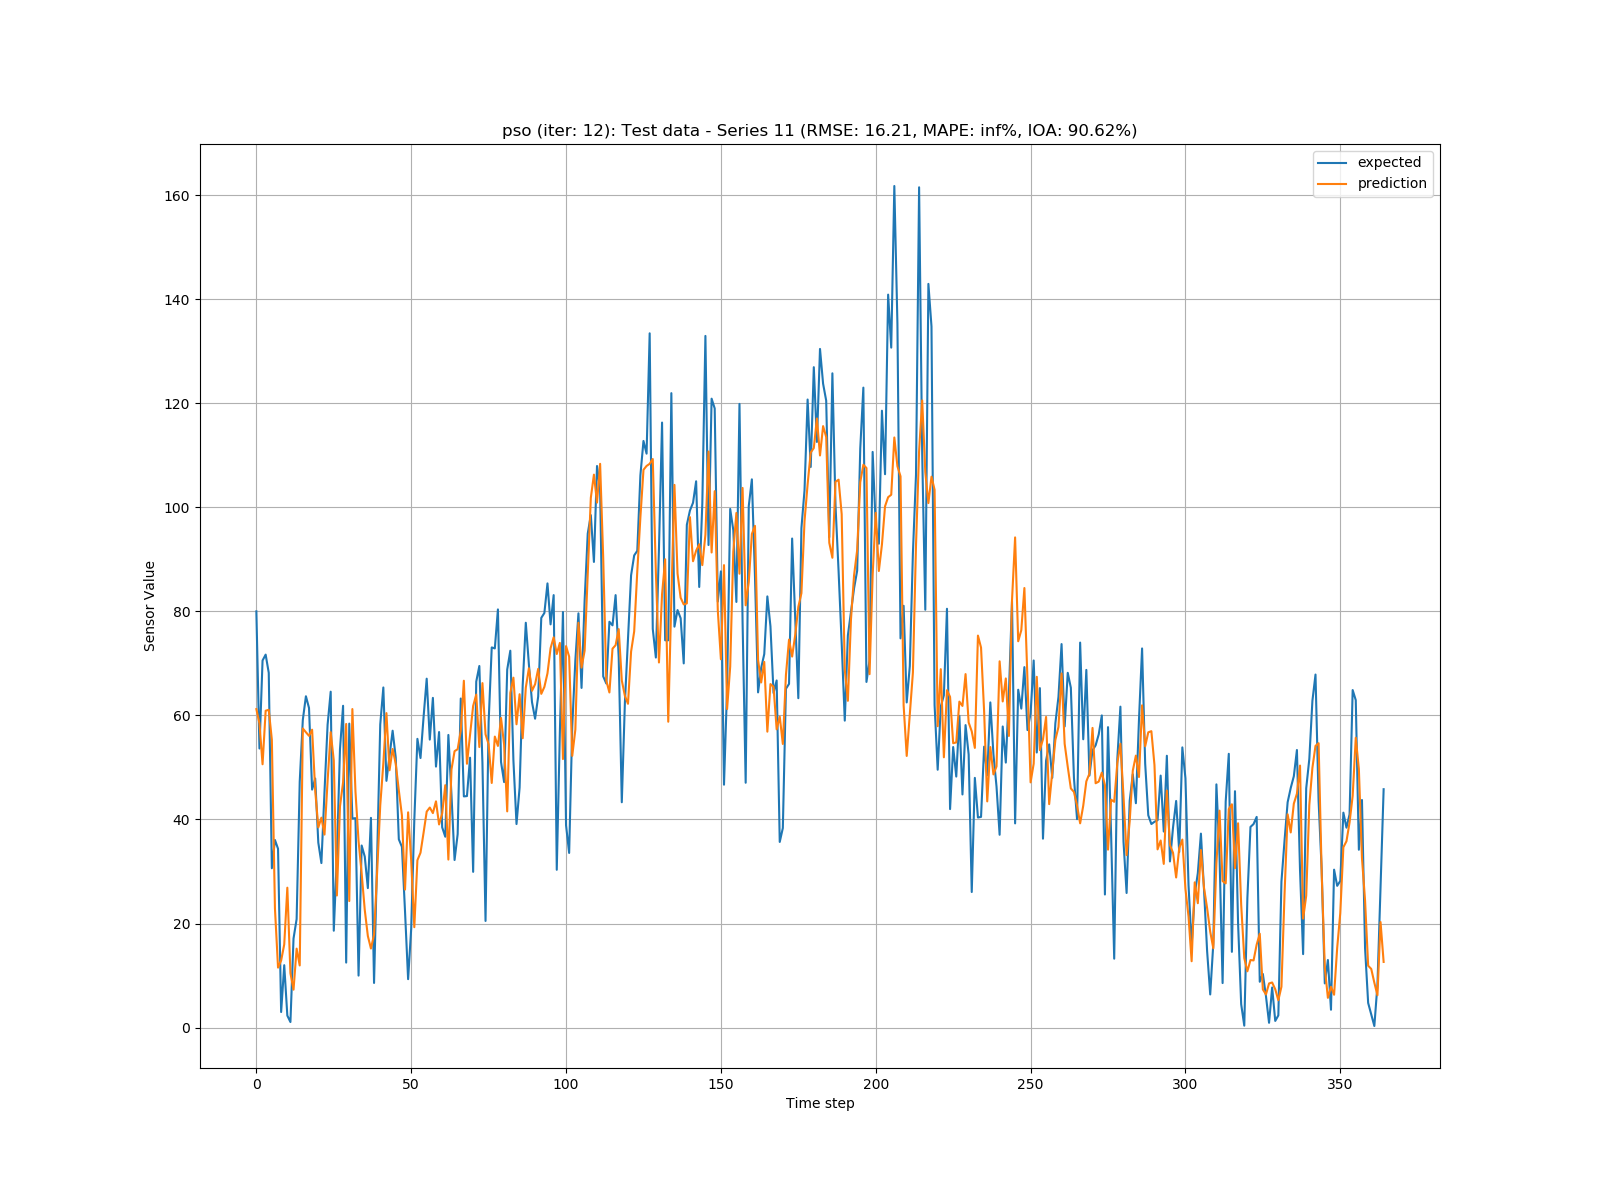 pso (iter: 12): Test data - Series 11 (RMSE: 16.21, MAPE: inf%, IOA: 90.62%)
expected
prediction
160
140
120
100
80
60
40
20
0
Sensor Value
0 50 100 150 200 250 300 350
Time step